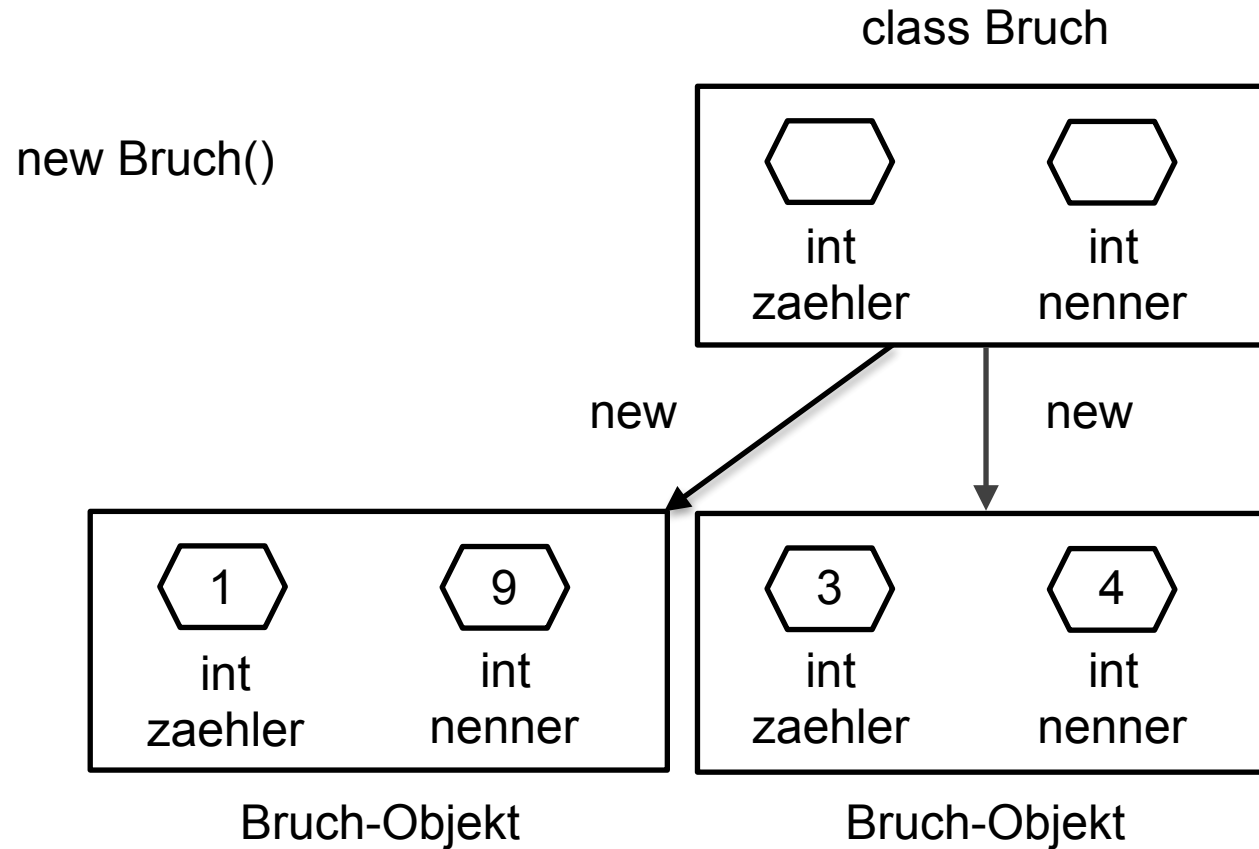 class Bruch
new Bruch()
int
zaehler
int
nenner
new
new
1
9
3
4
int
zaehler
int
nenner
int
zaehler
int
nenner
Bruch-Objekt
Bruch-Objekt